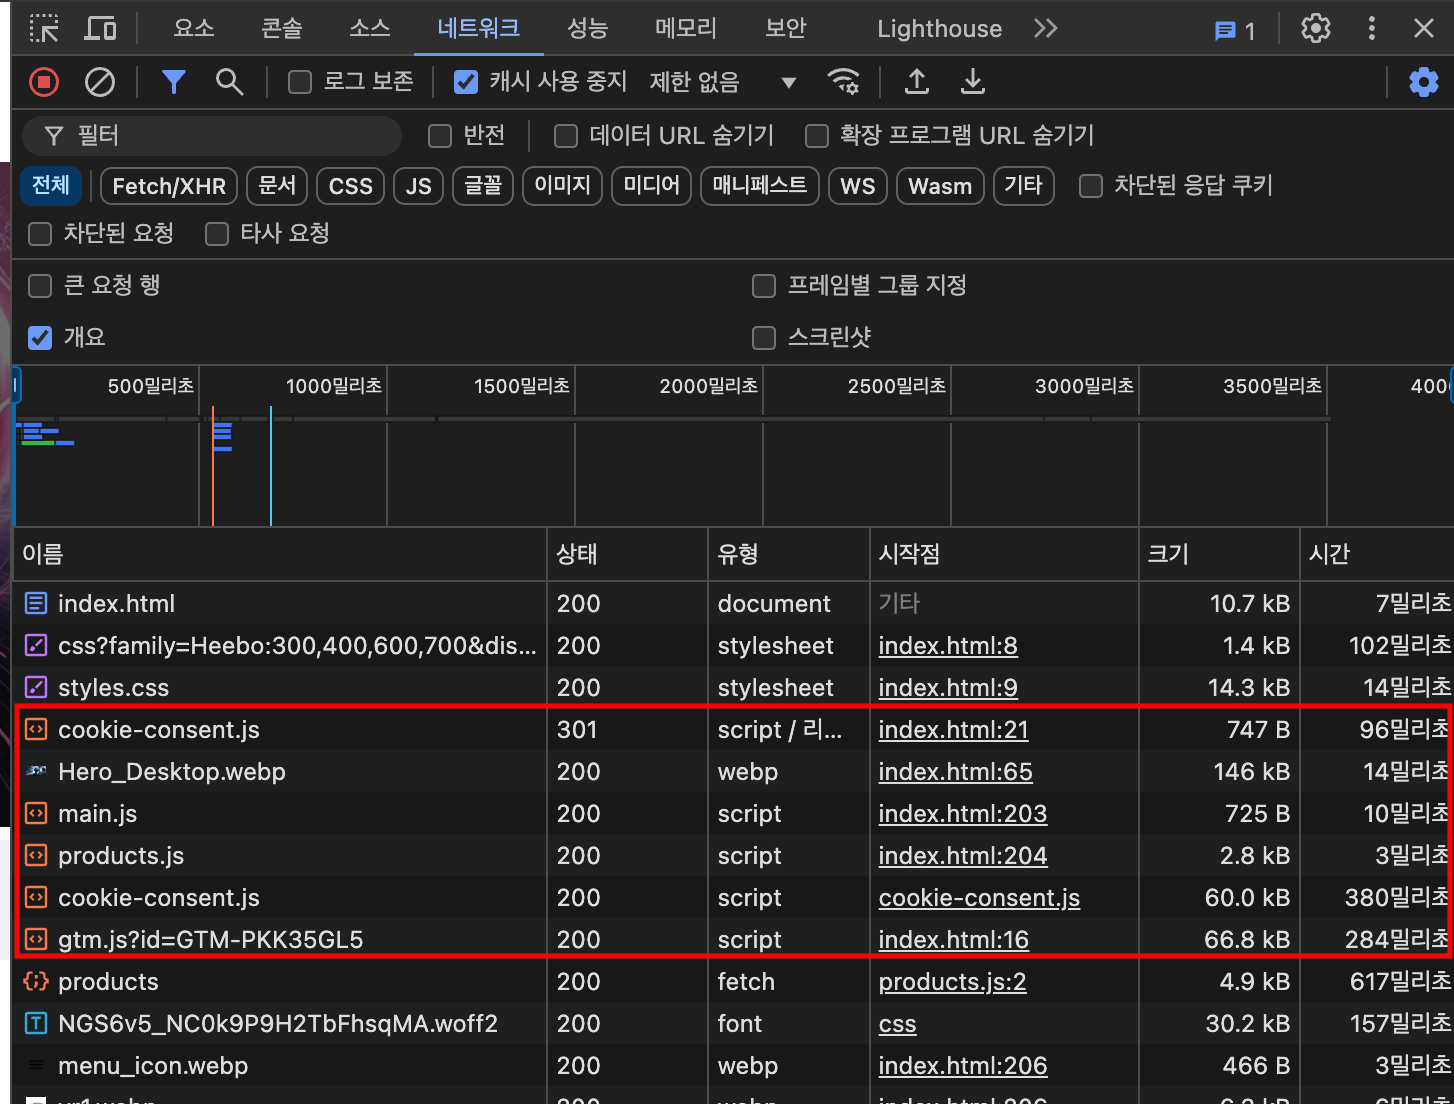 요소 콘솔 소스 네트워크 성능 메모리 보안 Lighthouse 1
로그 보존 캐시 사용 중지 제한 없음
필터 반전 데이터 URL 숨기기 확장 프로그램 URL 숨기기
전체 Fetch/XHR 문서 CSS JS 글꼴 이미지 미디어 매니페스트 WS Wasm 기타 차단된 응답 쿠키
차단된 요청 타사 요청
큰 요청 행 프레임별 그룹 지정
개요 스크린샷
500밀리초 1000밀리초 1500밀리초 2000밀리초 2500밀리초 3000밀리초 3500밀리초 400
이름 상태 유형 시작점 크기 시간
index.html 200 document 기타 10.7 kB 7밀리초
css?family=Heebo:300,400,600,700&dis... 200 stylesheet index.html:8 1.4 kB 102밀리초
styles.css 200 stylesheet index.html:9 14.3 kB 14밀리초
cookie-consent.js 301 script / 리... index.html:21 747 B 96밀리초
Hero_Desktop.webp 200 webp index.html:65 146 kB 14밀리초
main.js 200 script index.html:203 725 B 10밀리초
products.js 200 script index.html:204 2.8 kB 3밀리초
cookie-consent.js 200 script cookie-consent.js 60.0 kB 380밀리초
gtm.js?id=GTM-PKK35GL5 200 script index.html:16 66.8 kB 284밀리초
products 200 fetch products.js:2 4.9 kB 617밀리초
NGS6v5_NC0k9P9H2TbFhsqMA.woff2 200 font css 30.2 kB 157밀리초
menu_icon.webp 200 webp index.html:206 466 B 3밀리초